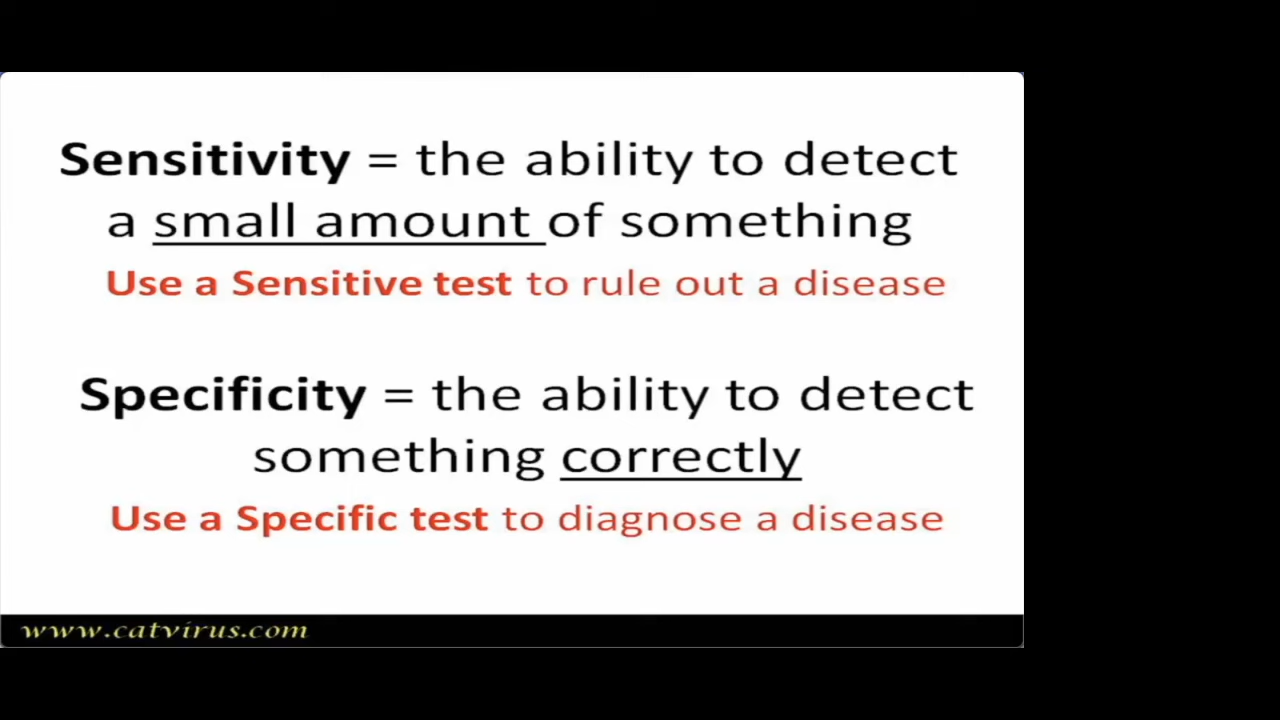 Sensitivity = the ability to detect
a small amount of something
Use a Sensitive test to rule out a disease
Specificity = the ability to detect
something correctly
Use a Specific test to diagnose a disease
www.catvirus.com